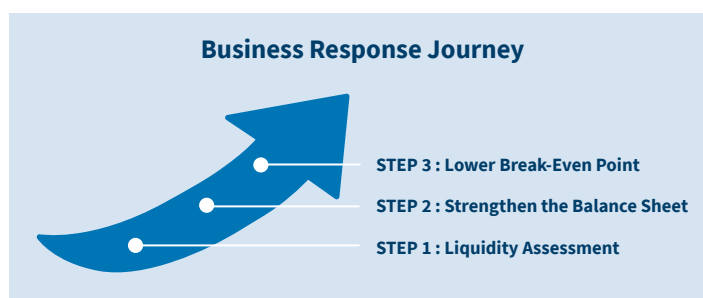 Business Response Journey
STEP 3 : Lower Break-Even Point
STEP 2 : Strengthen the Balance Sheet
STEP 1 : Liquidity Assessment